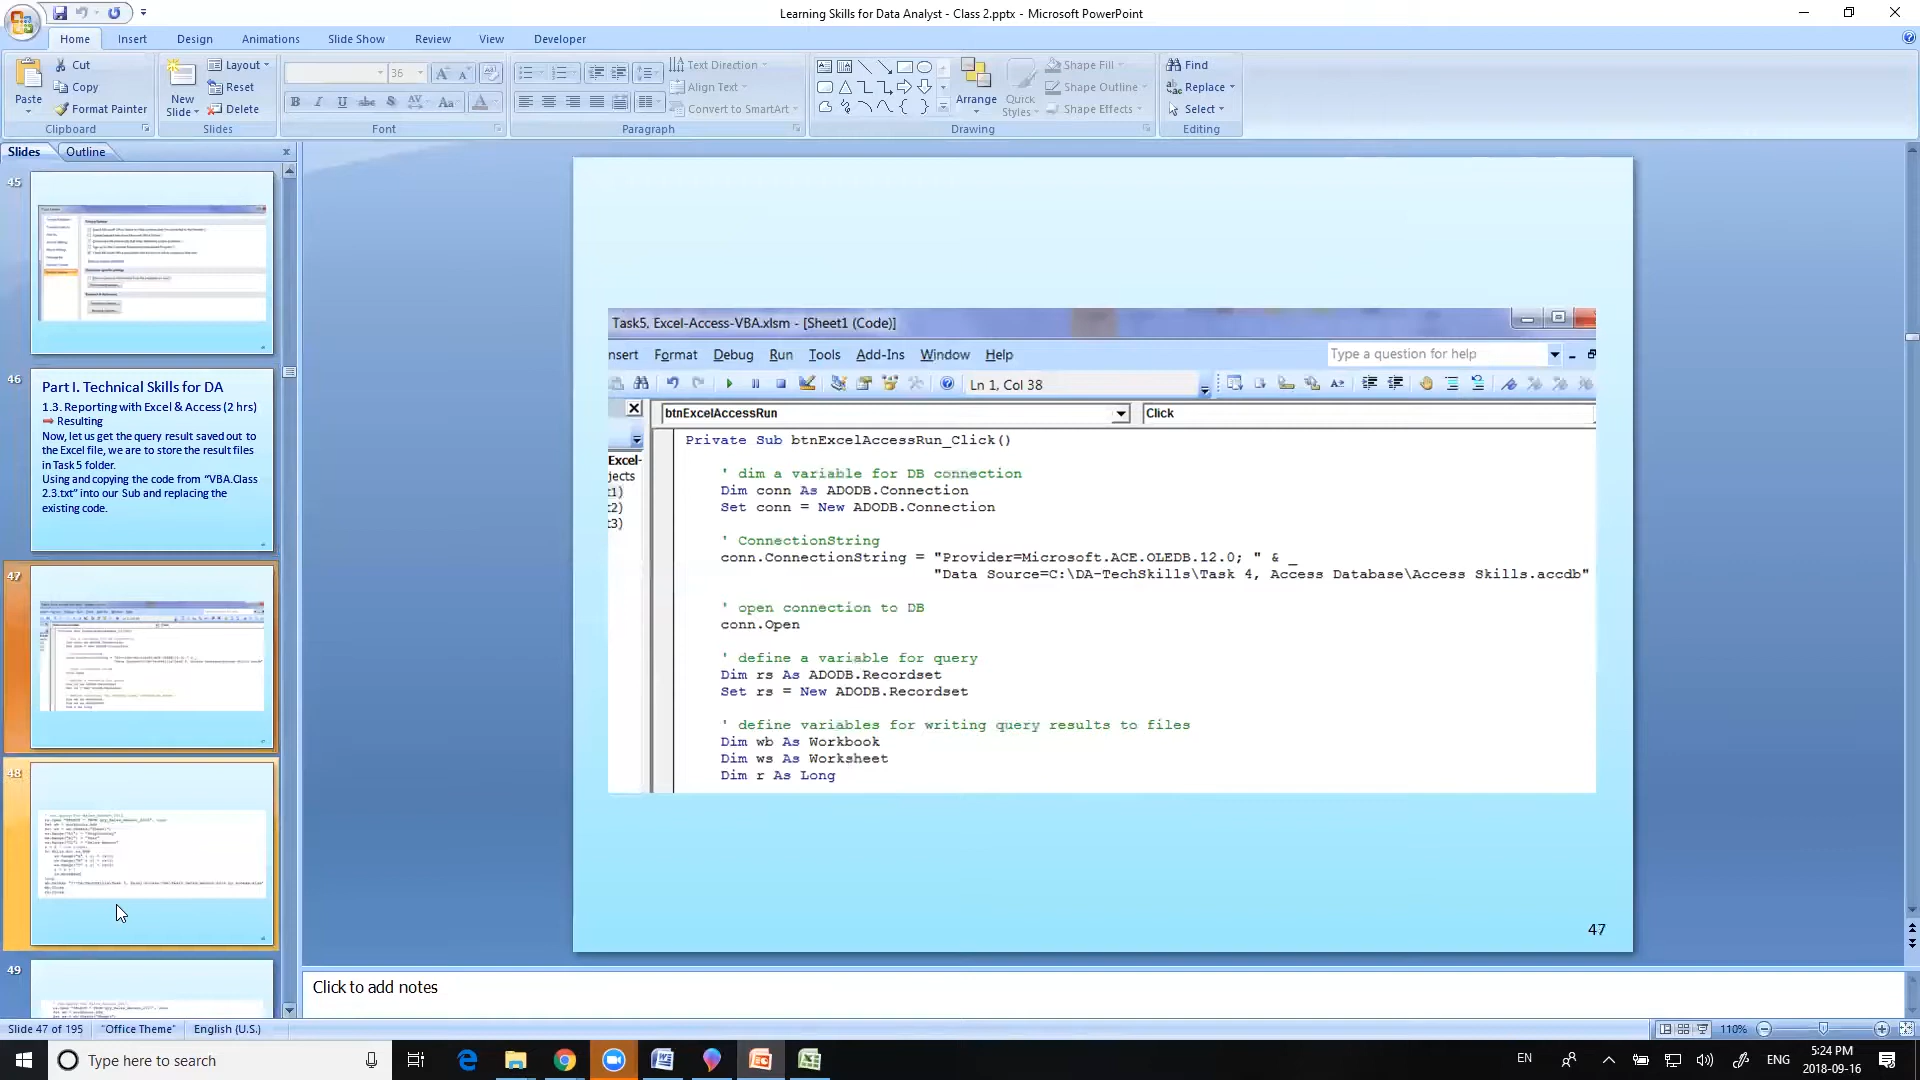 Learning Skills for Data Analyst - Class 2.pptx - Microsoft PowerPoint
Home Insert Design Animations Slide Show Review View Developer
Paste
Cut
Copy
Format Painter
Clipboard
New Slide
Layout
Reset
Delete
Slides
36
Font
Text Direction
Align Text
Convert to SmartArt
Paragraph
Arrange
Quick Styles
Shape Fill
Shape Outline
Shape Effects
Drawing
Find
Replace
Select
Editing
Slides Outline
45
46
Part I. Technical Skills for DA
1.3. Reporting with Excel & Access (2 hrs)
Resulting
Now, let us get the query result saved out to
the Excel file, we are to store the result files
in Task 5 folder.
Using and copying the code from “VBA.Class
2.3.txt” into our Sub and replacing the
existing code.
47
48
49
Task5, Excel-Access-VBA.xlsm - [Sheet1 (Code)]
nsert Format Debug Run Tools Add-Ins Window Help
Type a question for help
Ln 1, Col 38
btnExcelAccessRun
Click
Excel-
jects
t1)
t2)
t3)
Private Sub btnExcelAccessRun_Click()
' dim a variable for DB connection
Dim conn As ADODB.Connection
Set conn = New ADODB.Connection
' ConnectionString
conn.ConnectionString = "Provider=Microsoft.ACE.OLEDB.12.0; " & _
"Data Source=C:\DA-TechSkills\Task 4, Access Database\Access Skills.accdb"
' open connection to DB
conn.Open
' define a variable for query
Dim rs As ADODB.Recordset
Set rs = New ADODB.Recordset
' define variables for writing query results to files
Dim wb As Workbook
Dim ws As Worksheet
Dim r As Long
47
Click to add notes
Slide 47 of 195 "Office Theme" English (U.S.)
110%
Type here to search
EN
ENG
5:24 PM
2018-09-16